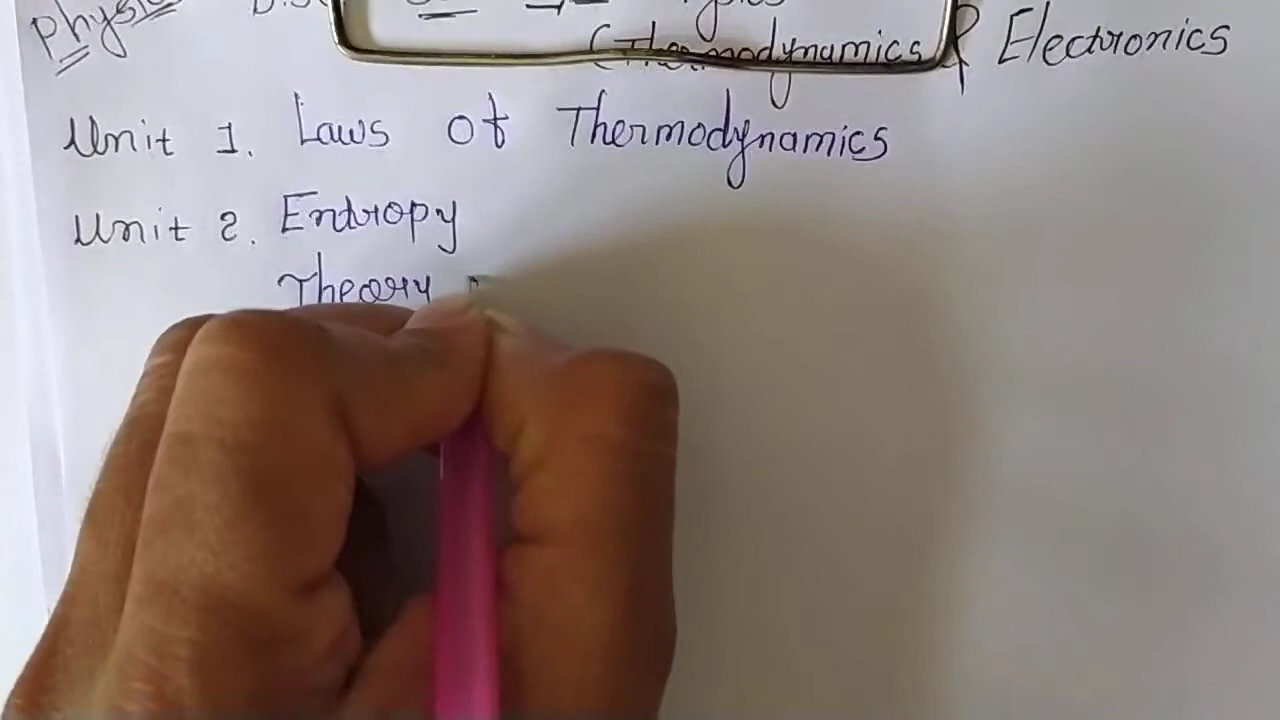 Physics
(Thermodynamics & Electronics
Unit 1. Laws of Thermodynamics
Unit 2. Entropy
Theory